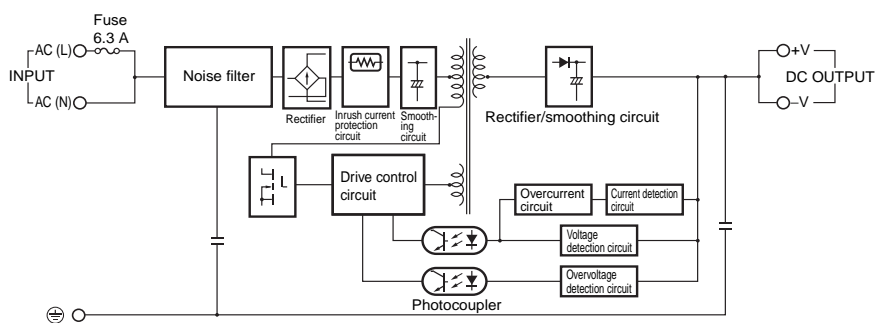 Fuse
6.3 A
AC (L)
INPUT
AC (N)
Noise filter
Rectifier
Inrush current
protection
circuit
Smooth-
ing
circuit
Rectifier/smoothing circuit
+V
DC OUTPUT
–V
Drive control
circuit
Overcurrent
circuit
Current detection
circuit
Voltage
detection circuit
Overvoltage
detection circuit
Photocoupler